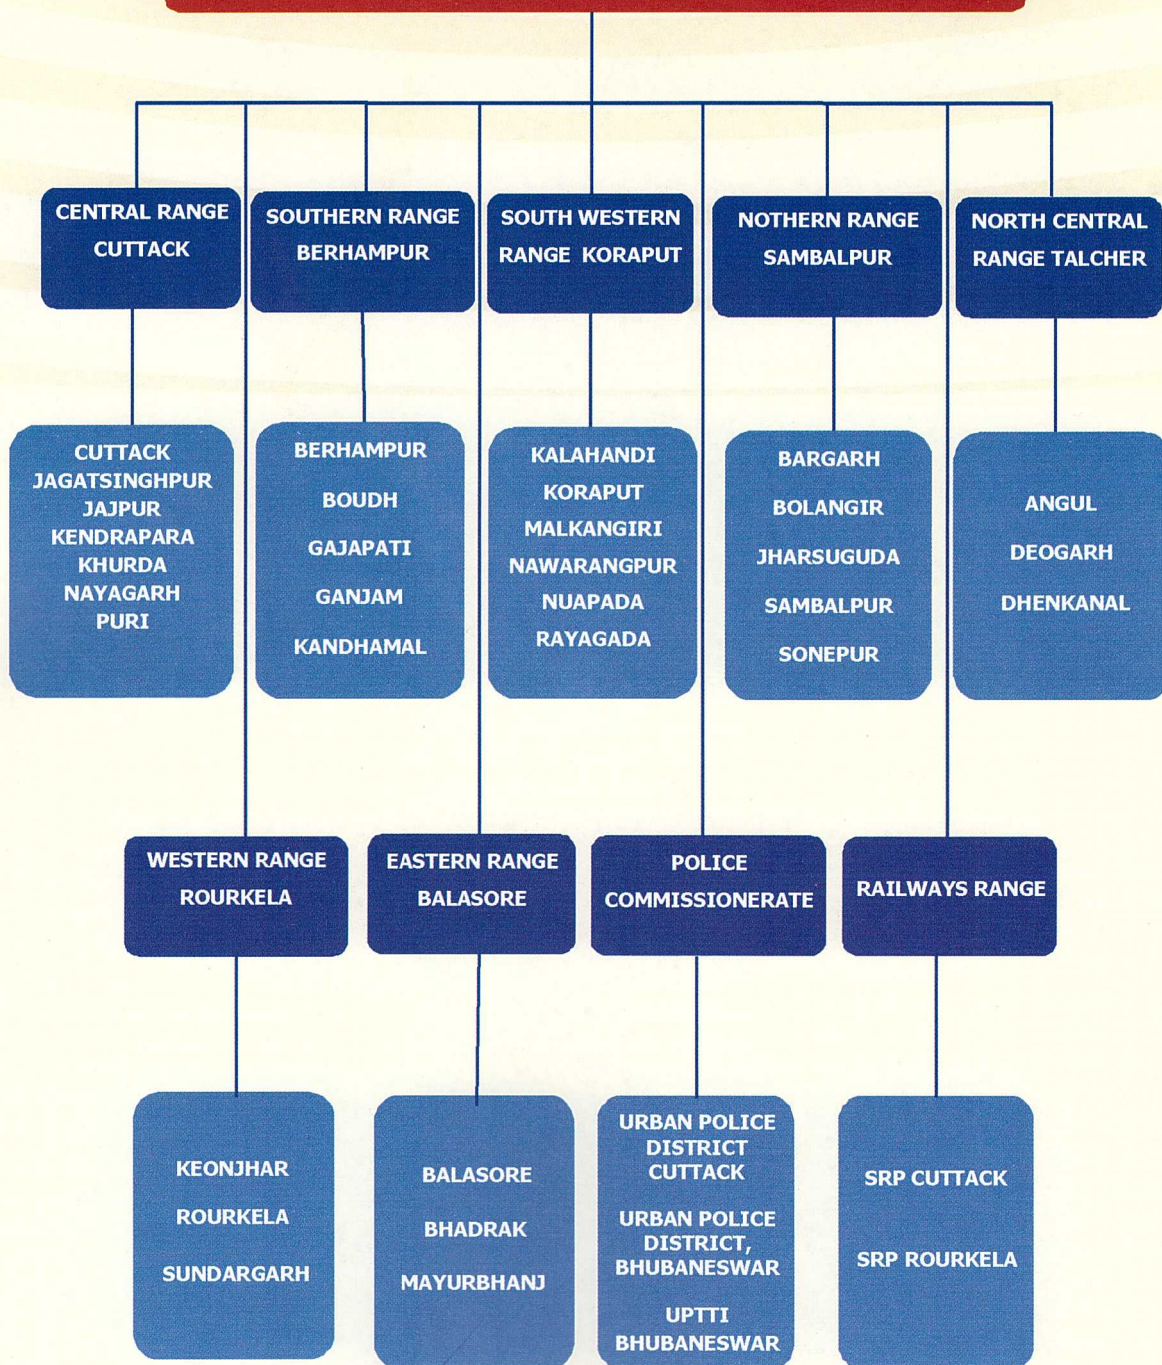 CENTRAL RANGE
CUTTACK
SOUTHERN RANGE
BERHAMPUR
SOUTH WESTERN
RANGE KORAPUT
NOTHERN RANGE
SAMBALPUR
NORTH CENTRAL
RANGE TALCHER
CUTTACK
JAGATSINGHPUR
JAJPUR
KENDRAPARA
KHURDA
NAYAGARH
PURI
BERHAMPUR
BOUDH
GAJAPATI
GANJAM
KANDHAMAL
KALAHANDI
KORAPUT
MALKANGIRI
NAWARANGPUR
NUAPADA
RAYAGADA
BARGARH
BOLANGIR
JHARSUGUDA
SAMBALPUR
SONEPUR
ANGUL
DEOGARH
DHENKANAL
WESTERN RANGE
ROURKELA
EASTERN RANGE
BALASORE
POLICE
COMMISSIONERATE
RAILWAYS RANGE
KEONJHAR
ROURKELA
SUNDARGARH
BALASORE
BHADRAK
MAYURBHANJ
URBAN POLICE
DISTRICT
CUTTACK
URBAN POLICE
DISTRICT,
BHUBANESWAR
UPTTI
BHUBANESWAR
SRP CUTTACK
SRP ROURKELA